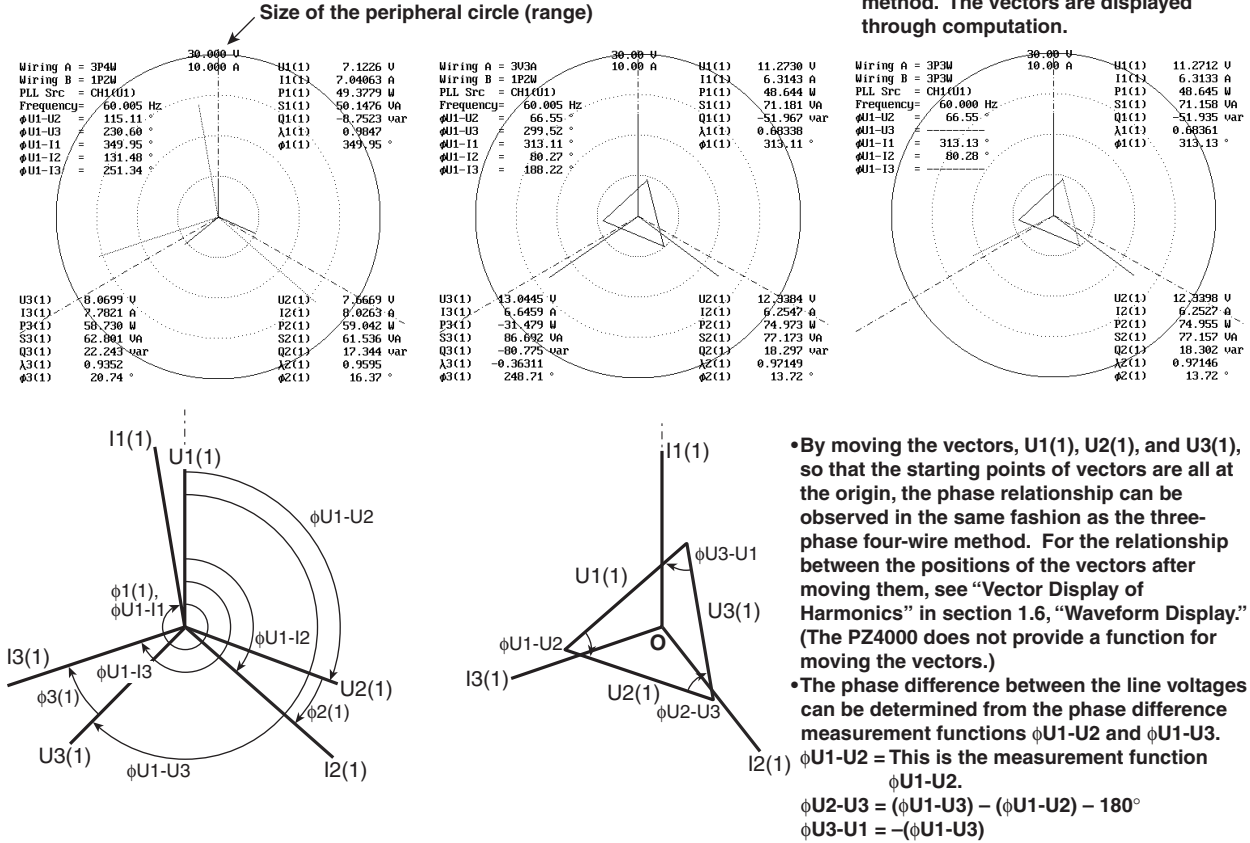 Size of the peripheral circle (range)
method. The vectors are displayed
through computation.
30.000 V
10.000 A
Wiring A = 3P4W
Wiring B = 1P2W
PLL Src = CH1(U1)
Frequency= 60.005 Hz
φU1-U2 = 115.11 °
φU1-U3 = 230.60 °
φU1-I1 = 349.95 °
φU1-I2 = 131.48 °
φU1-I3 = 251.34 °
U1(1) 7.1226 V
I1(1) 7.04063 A
P1(1) 49.3779 W
S1(1) 50.1476 VA
Q1(1) -8.7523 var
λ1(1) 0.9847
φ1(1) 349.95 °
U3(1) 8.0699 V
I3(1) 7.7821 A
P3(1) 58.730 W
S3(1) 62.801 VA
Q3(1) 22.243 var
λ3(1) 0.9352
φ3(1) 20.74 °
U2(1) 7.6669 V
I2(1) 8.0263 A
P2(1) 59.042 W
S2(1) 61.536 VA
Q2(1) 17.344 var
λ2(1) 0.9595
φ2(1) 16.37 °
30.00 V
10.00 A
Wiring A = 3V3A
Wiring B = 1P2W
PLL Src = CH1(U1)
Frequency= 60.005 Hz
φU1-U2 = 66.55 °
φU1-U3 = 299.52 °
φU1-I1 = 313.11 °
φU1-I2 = 80.27 °
φU1-I3 = 188.22 °
U1(1) 11.2730 V
I1(1) 6.3143 A
P1(1) 48.644 W
S1(1) 71.181 VA
Q1(1) -51.967 var
λ1(1) 0.68338
φ1(1) 313.11 °
U3(1) 13.0445 V
I3(1) 6.6459 A
P3(1) -31.479 W
S3(1) 86.692 VA
Q3(1) -80.775 var
λ3(1) -0.36311
φ3(1) 248.71 °
U2(1) 12.3384 V
I2(1) 6.2547 A
P2(1) 74.973 W
S2(1) 77.173 VA
Q2(1) 18.297 var
λ2(1) 0.97149
φ2(1) 13.72 °
30.00 V
10.00 A
Wiring A = 3P3W
Wiring B = 3P3W
PLL Src = CH1(U1)
Frequency= 60.000 Hz
φU1-U2 = 66.55 °
φU1-U3 = --------
φU1-I1 = 313.13 °
φU1-I2 = 80.28 °
φU1-I3 = --------
U1(1) 11.2712 V
I1(1) 6.3133 A
P1(1) 48.645 W
S1(1) 71.158 VA
Q1(1) -51.935 var
λ1(1) 0.68361
φ1(1) 313.13 °
U2(1) 12.3398 V
I2(1) 6.2527 A
P2(1) 74.955 W
S2(1) 77.157 VA
Q2(1) 18.302 var
λ2(1) 0.97146
φ2(1) 13.72 °
I1(1)
U1(1)
φU1-U2
φ1(1),
φU1-I1
φU1-I2
I3(1)
φU1-I3
U2(1)
φ3(1)
φ2(1)
U3(1)
φU1-U3
I2(1)
I1(1)
φU3-U1
U1(1)
U3(1)
φU1-U2
O
I3(1)
U2(1)
φU2-U3
I2(1)
•By moving the vectors, U1(1), U2(1), and U3(1),
so that the starting points of vectors are all at
the origin, the phase relationship can be
observed in the same fashion as the three-
phase four-wire method. For the relationship
between the positions of the vectors after
moving them, see “Vector Display of
Harmonics” in section 1.6, “Waveform Display.”
(The PZ4000 does not provide a function for
moving the vectors.)
•The phase difference between the line voltages
can be determined from the phase difference
measurement functions φU1-U2 and φU1-U3.
φU1-U2 = This is the measurement function
φU1-U2.
φU2-U3 = (φU1-U3) – (φU1-U2) – 180°
φU3-U1 = –(φU1-U3)